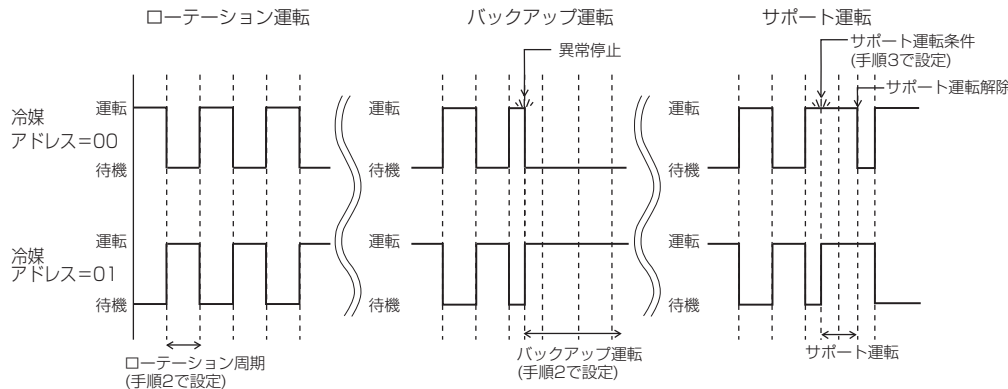 ローテーション運転
バックアップ運転
サポート運転
異常停止
サポート運転条件
(手順3で設定)
サポート運転解除
冷媒
アドレス=00
運転
待機
運転
待機
運転
待機
冷媒
アドレス=01
運転
待機
運転
待機
運転
待機
ローテーション周期
(手順2で設定)
バックアップ運転
(手順2で設定)
サポート運転